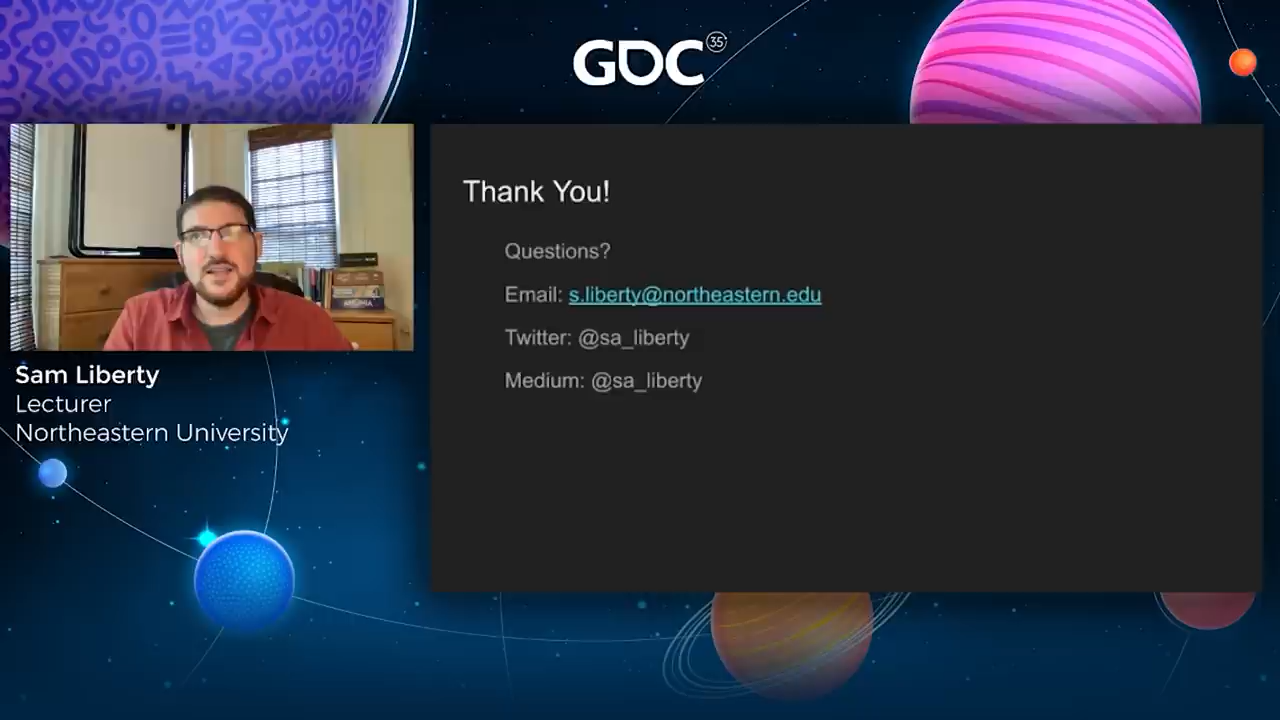 GDC 35
Thank You!
Questions?
Email: s.liberty@northeastern.edu
Twitter: @sa_liberty
Medium: @sa_liberty
Sam Liberty
Lecturer
Northeastern University